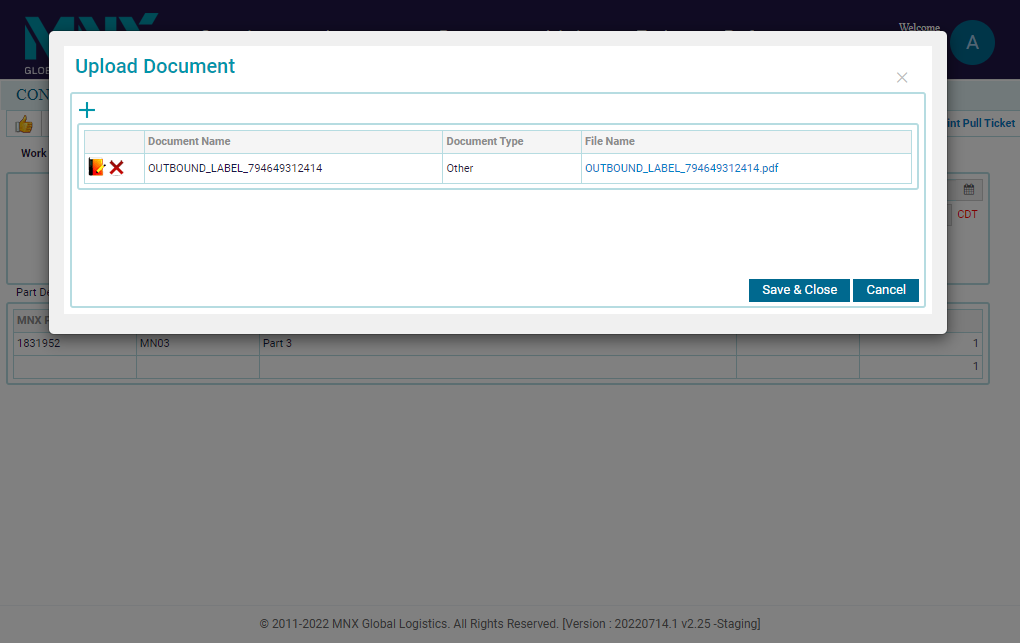 MNX
GLOB
Welcome
A
CON
Upload Document
int Pull Ticket
Work
Document Name Document Type File Name
OUTBOUND_LABEL_794649312414 Other OUTBOUND_LABEL_794649312414.pdf
CDT
Save & Close Cancel
Part De
MNX P
1831952 MN03 Part 3 1
1
© 2011-2022 MNX Global Logistics. All Rights Reserved. [Version : 20220714.1 v2.25 -Staging]